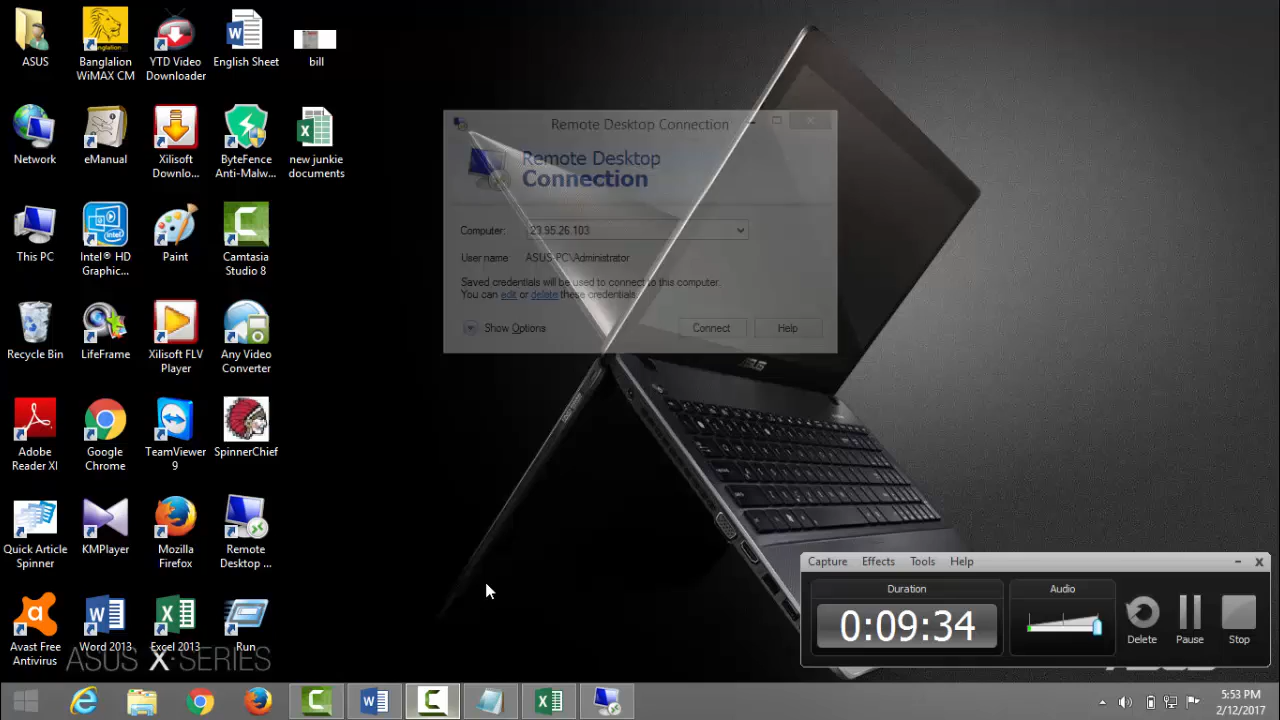 ASUS
Banglalion
WiMAX CM
YTD Video
Downloader
English Sheet
bill
Network
eManual
Xilisoft
Downlo...
ByteFence
Anti-Malw...
new junkie
documents
This PC
Intel® HD
Graphic...
Paint
Camtasia
Studio 8
Recycle Bin
LifeFrame
Xilisoft FLV
Player
Any Video
Converter
Adobe
Reader XI
Google
Chrome
TeamViewer
9
SpinnerChief
Quick Article
Spinner
KMPlayer
Mozilla
Firefox
Remote
Desktop ...
Avast Free
Antivirus
Word 2013
Excel 2013
Run
ASUS X-SERIES
Remote Desktop Connection
Remote Desktop
Connection
Computer: 23.95.26.103
User name ASUS-PC\Administrator
Saved credentials will be used to connect to this computer.
You can edit or delete these credentials.
Show Options
Connect
Help
ASUS
Capture Effects Tools Help
Duration
0:09:34
Audio
Delete
Pause
Stop
5:53 PM
2/12/2017